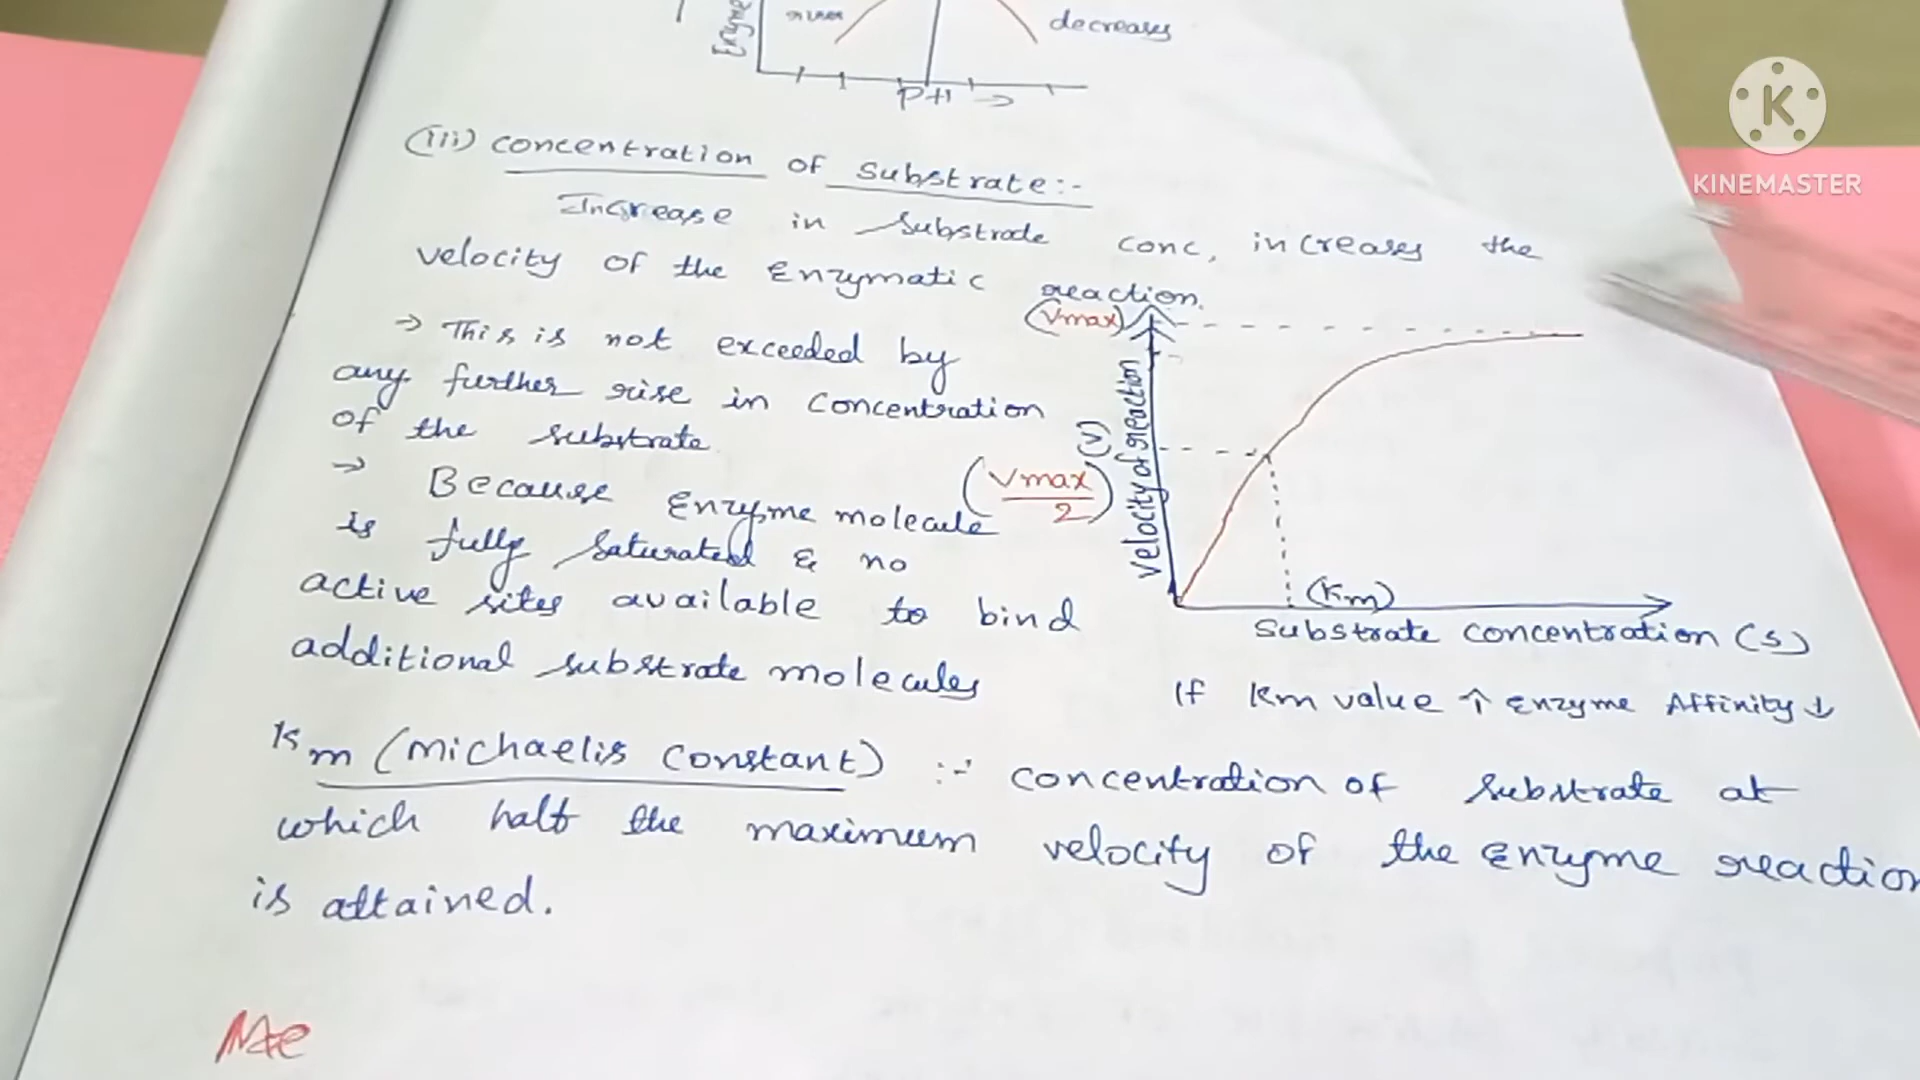 Enzyme
decreases
PH →
K
KINEMASTER
(iii) Concentration of Substrate:-
Increase in Substrate conc, increases the
velocity of the Enzymatic reaction.
→ This is not exceeded by
any further rise in concentration
of the substrate.
→ Because Enzyme molecule
is fully saturated & no
active sites available to bind
additional substrate molecules
(Vmax)
(V)
Velocity of reaction
(Vmax/2)
(Km)
Substrate concentration (S)
If Km value ↑ Enzyme Affinity ↓
Km (Michaelis Constant) :- concentration of substrate at
which half the maximum velocity of the Enzyme reaction
is attained.